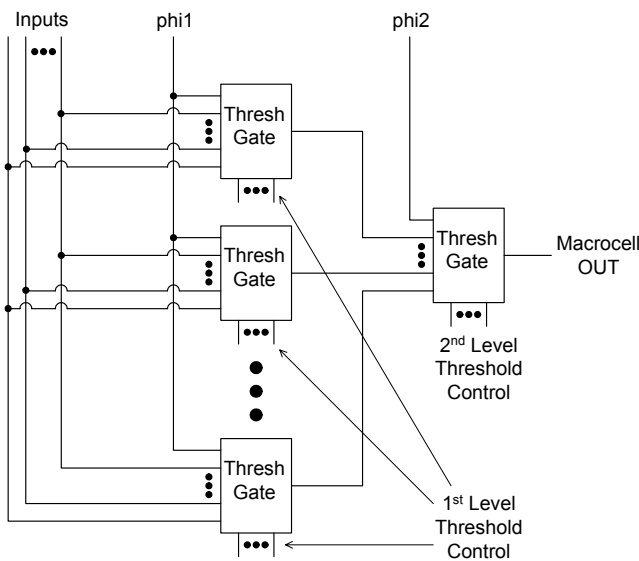 Inputs
phi1
phi2
Thresh
Gate
Thresh
Gate
Thresh
Gate
Macrocell
OUT
2nd Level
Threshold
Control
Thresh
Gate
1st Level
Threshold
Control